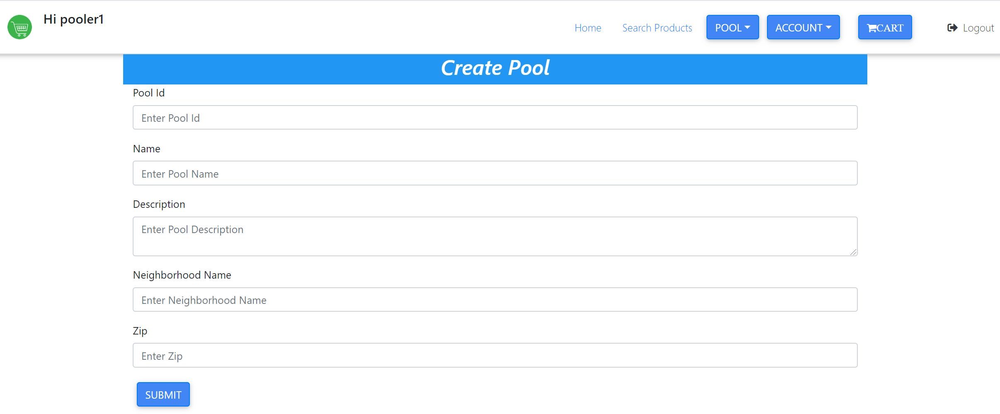 Hi pooler1
Home Search Products POOL ACCOUNT CART Logout
Create Pool
Pool Id
Enter Pool Id
Name
Enter Pool Name
Description
Enter Pool Description
Neighborhood Name
Enter Neighborhood Name
Zip
Enter Zip
SUBMIT